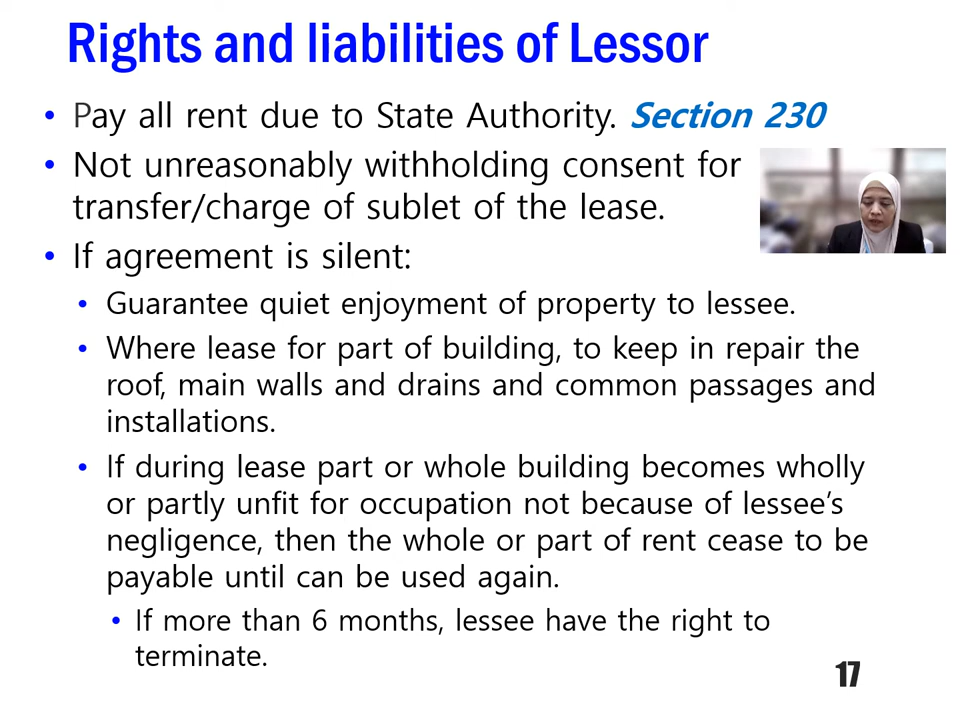 Rights and liabilities of Lessor
• Pay all rent due to State Authority. Section 230
• Not unreasonably withholding consent for
transfer/charge of sublet of the lease.
• If agreement is silent:
• Guarantee quiet enjoyment of property to lessee.
• Where lease for part of building, to keep in repair the
roof, main walls and drains and common passages and
installations.
• If during lease part or whole building becomes wholly
or partly unfit for occupation not because of lessee's
negligence, then the whole or part of rent cease to be
payable until can be used again.
• If more than 6 months, lessee have the right to
terminate.
17